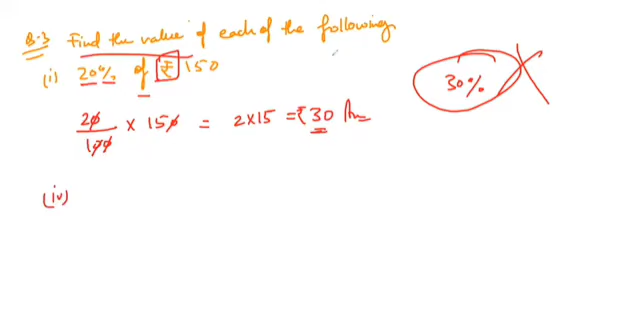 Q.3 Find the value of each of the following
(i) 20% of ₹ 150
30%
20/100 × 150 = 2×15 = ₹30 Ans
(iv)